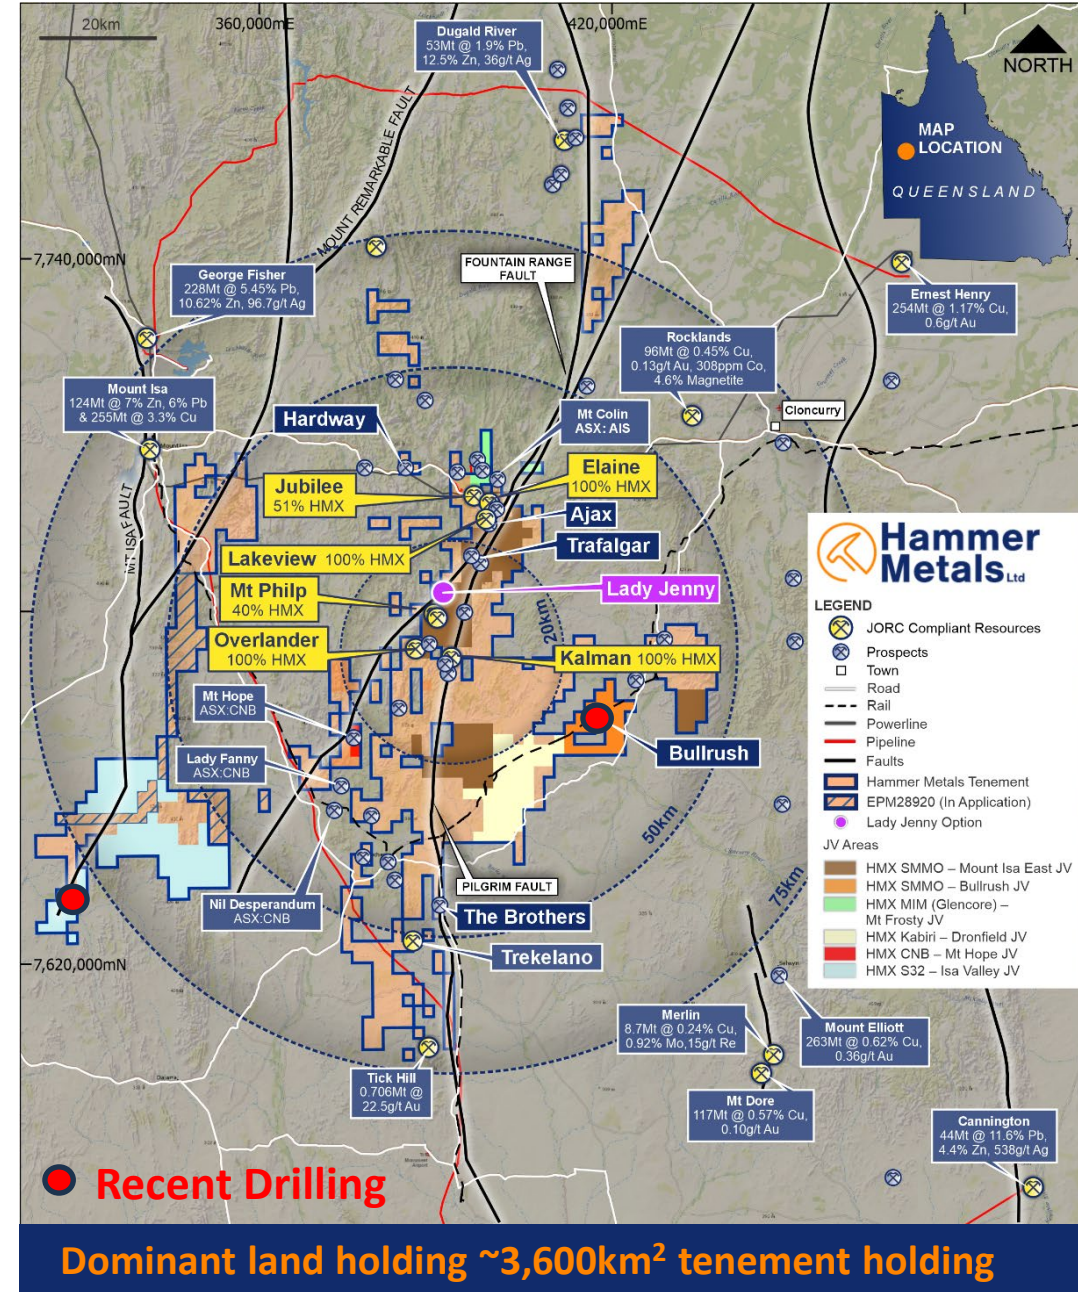 20km
360,000mE
420,000mE
NORTH
Dugald River
53Mt @ 1.9% Pb,
12.5% Zn, 36g/t Ag
MAP
LOCATION
QUEENSLAND
MOUNT REMARKABLE FAULT
7,740,000mN
FOUNTAIN RANGE
FAULT
George Fisher
228Mt @ 5.45% Pb,
10.62% Zn, 96.7g/t Ag
Ernest Henry
254Mt @ 1.17% Cu,
0.6g/t Au
Rocklands
96Mt @ 0.45% Cu,
0.13g/t Au, 308ppm Co,
4.6% Magnetite
Mount Isa
124Mt @ 7% Zn, 6% Pb
& 255Mt @ 3.3% Cu
Hardway
Mt Colin
ASX: AIS
Cloncurry
Jubilee
51% HMX
Elaine
100% HMX
Ajax
Trafalgar
MT ISA FAULT
Lakeview 100% HMX
Mt Philp
40% HMX
Lady Jenny
20km
Overlander
100% HMX
Kalman 100% HMX
Mt Hope
ASX:CNB
Bullrush
Lady Fanny
ASX:CNB
50km
75km
Nil Desperandum
ASX:CNB
PILGRIM FAULT
The Brothers
Trekelano
7,620,000mN
Hammer
Metals Ltd
LEGEND
JORC Compliant Resources
Prospects
Town
Road
Rail
Powerline
Pipeline
Faults
Hammer Metals Tenement
EPM28920 (In Application)
Lady Jenny Option
JV Areas
HMX SMMO – Mount Isa East JV
HMX SMMO – Bullrush JV
HMX MIM (Glencore) –
Mt Frosty JV
HMX Kabiri – Dronfield JV
HMX CNB – Mt Hope JV
HMX S32 – Isa Valley JV
Merlin
8.7Mt @ 0.24% Cu,
0.92% Mo,15g/t Re
Mount Elliott
263Mt @ 0.62% Cu,
0.36g/t Au
Tick Hill
0.706Mt @
22.5g/t Au
Mt Dore
117Mt @ 0.57% Cu,
0.10g/t Au
Cannington
44Mt @ 11.6% Pb,
4.4% Zn, 538g/t Ag
Recent Drilling
Dominant land holding ~3,600km² tenement holding